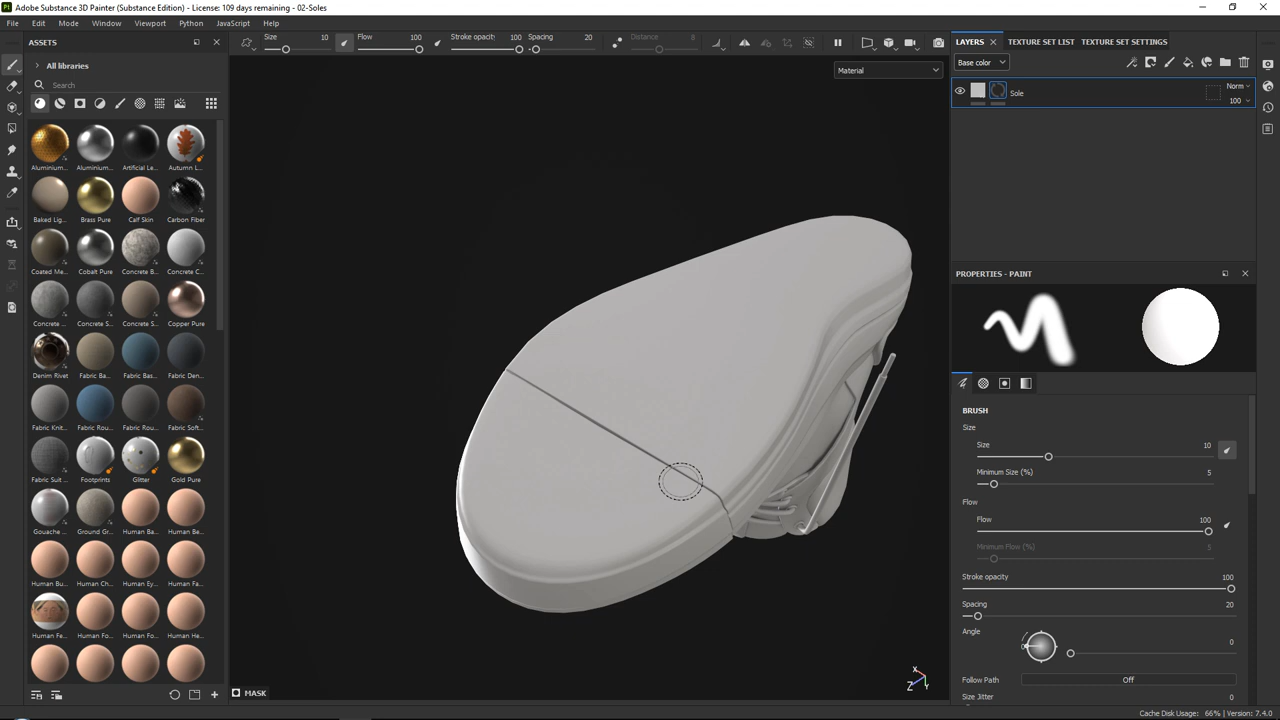 Adobe Substance 3D Painter (Substance Edition) - License: 109 days remaining - 02-Soles
File Edit Mode Window Viewport Python JavaScript Help
ASSETS
Size 10 Flow 100 Stroke opacity 100 Spacing 20 Distance 8
LAYERS TEXTURE SET LIST TEXTURE SET SETTINGS
All libraries
Search
Material
Base color
Sole
Norm
100
Aluminium... Aluminium... Artificial Le... Autumn L...
Baked Lig... Brass Pure Calf Skin Carbon Fiber
Coated Me... Cobalt Pure Concrete B... Concrete C...
Concrete ... Concrete S... Concrete S... Copper Pure
Denim Rivet Fabric Ba... Fabric Bas... Fabric Den...
Fabric Knit... Fabric Rou... Fabric Rou... Fabric Soft...
Fabric Suit ... Footprints Glitter Gold Pure
Gouache ... Ground Gr... Human Ba... Human Be...
Human Bu... Human Ch... Human Ey... Human Fa...
Human Fe... Human Fo... Human Fo... Human He...
PROPERTIES - PAINT
BRUSH
Size
Size 10
Minimum Size (%) 5
Flow
Flow 100
Minimum Flow (%) 5
Stroke opacity 100
Spacing 20
Angle
0
Follow Path Off
Size Jitter 0
MASK
X
Z Y
Cache Disk Usage: 66% | Version: 7.4.0